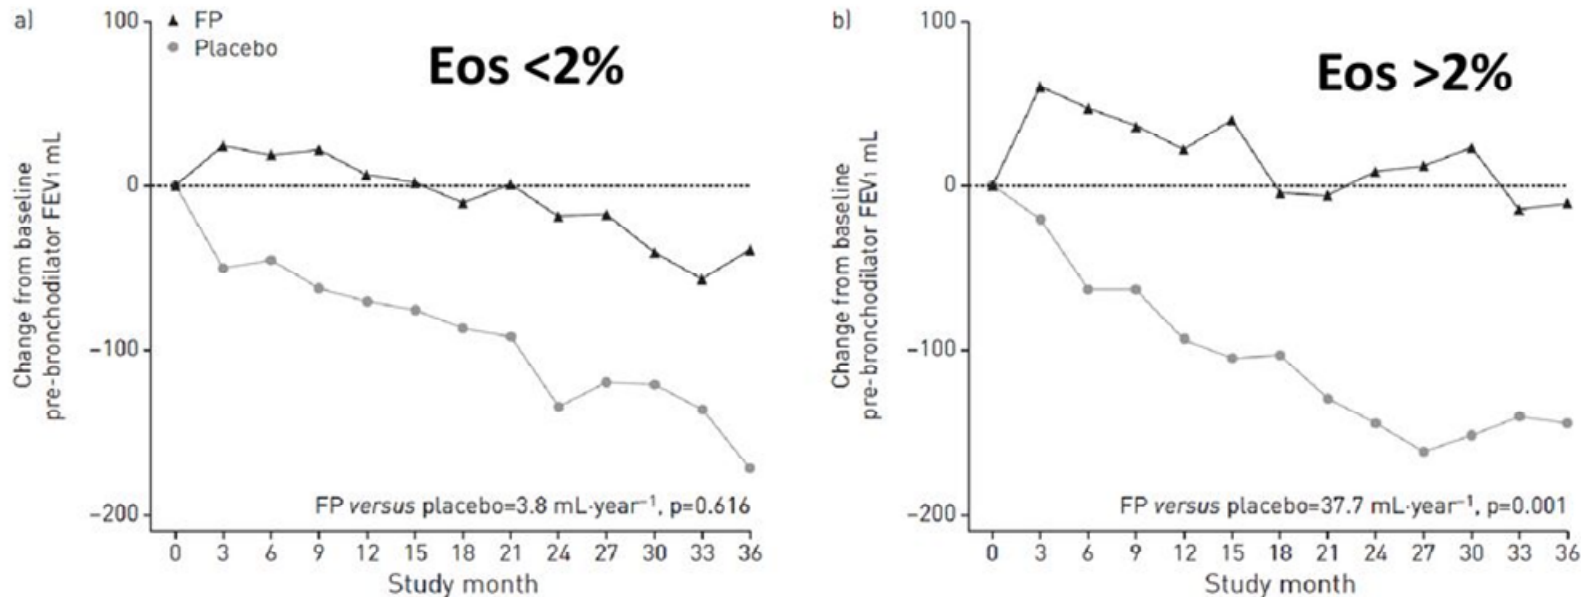 a)
FP
Placebo
Eos <2%
100
0
–100
–200
Change from baseline
pre-bronchodilator FEV1 mL
FP versus placebo=3.8 mL·year⁻¹, p=0.616
0 3 6 9 12 15 18 21 24 27 30 33 36
Study month
b)
Eos >2%
100
0
–100
–200
Change from baseline
pre-bronchodilator FEV1 mL
FP versus placebo=37.7 mL·year⁻¹, p=0.001
0 3 6 9 12 15 18 21 24 27 30 33 36
Study month